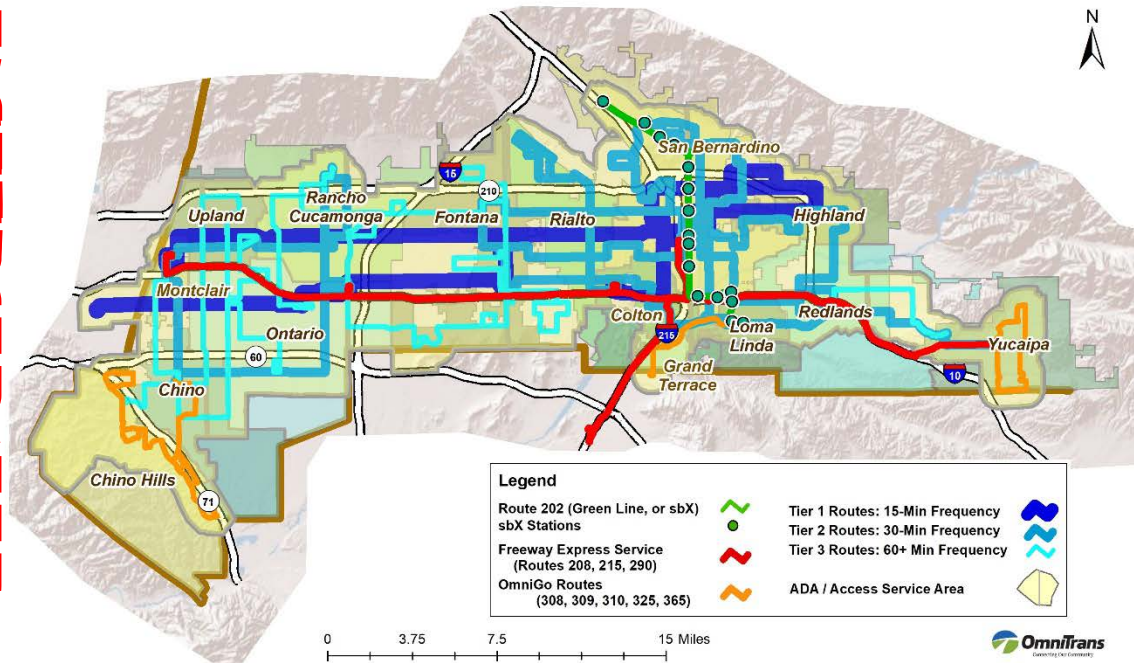 N
San Bernardino
15
210
Rancho
Cucamonga
Upland
Fontana
Rialto
Highland
Montclair
Ontario
Colton
215
Loma
Linda
Redlands
Yucaipa
60
Grand
Terrace
10
Chino
Chino Hills
71
Legend
Route 202 (Green Line, or sbX)
sbX Stations
Freeway Express Service
(Routes 208, 215, 290)
OmniGo Routes
(308, 309, 310, 325, 365)
Tier 1 Routes: 15-Min Frequency
Tier 2 Routes: 30-Min Frequency
Tier 3 Routes: 60+ Min Frequency
ADA / Access Service Area
0 3.75 7.5 15 Miles
OmniTrans
Connecting Our Community